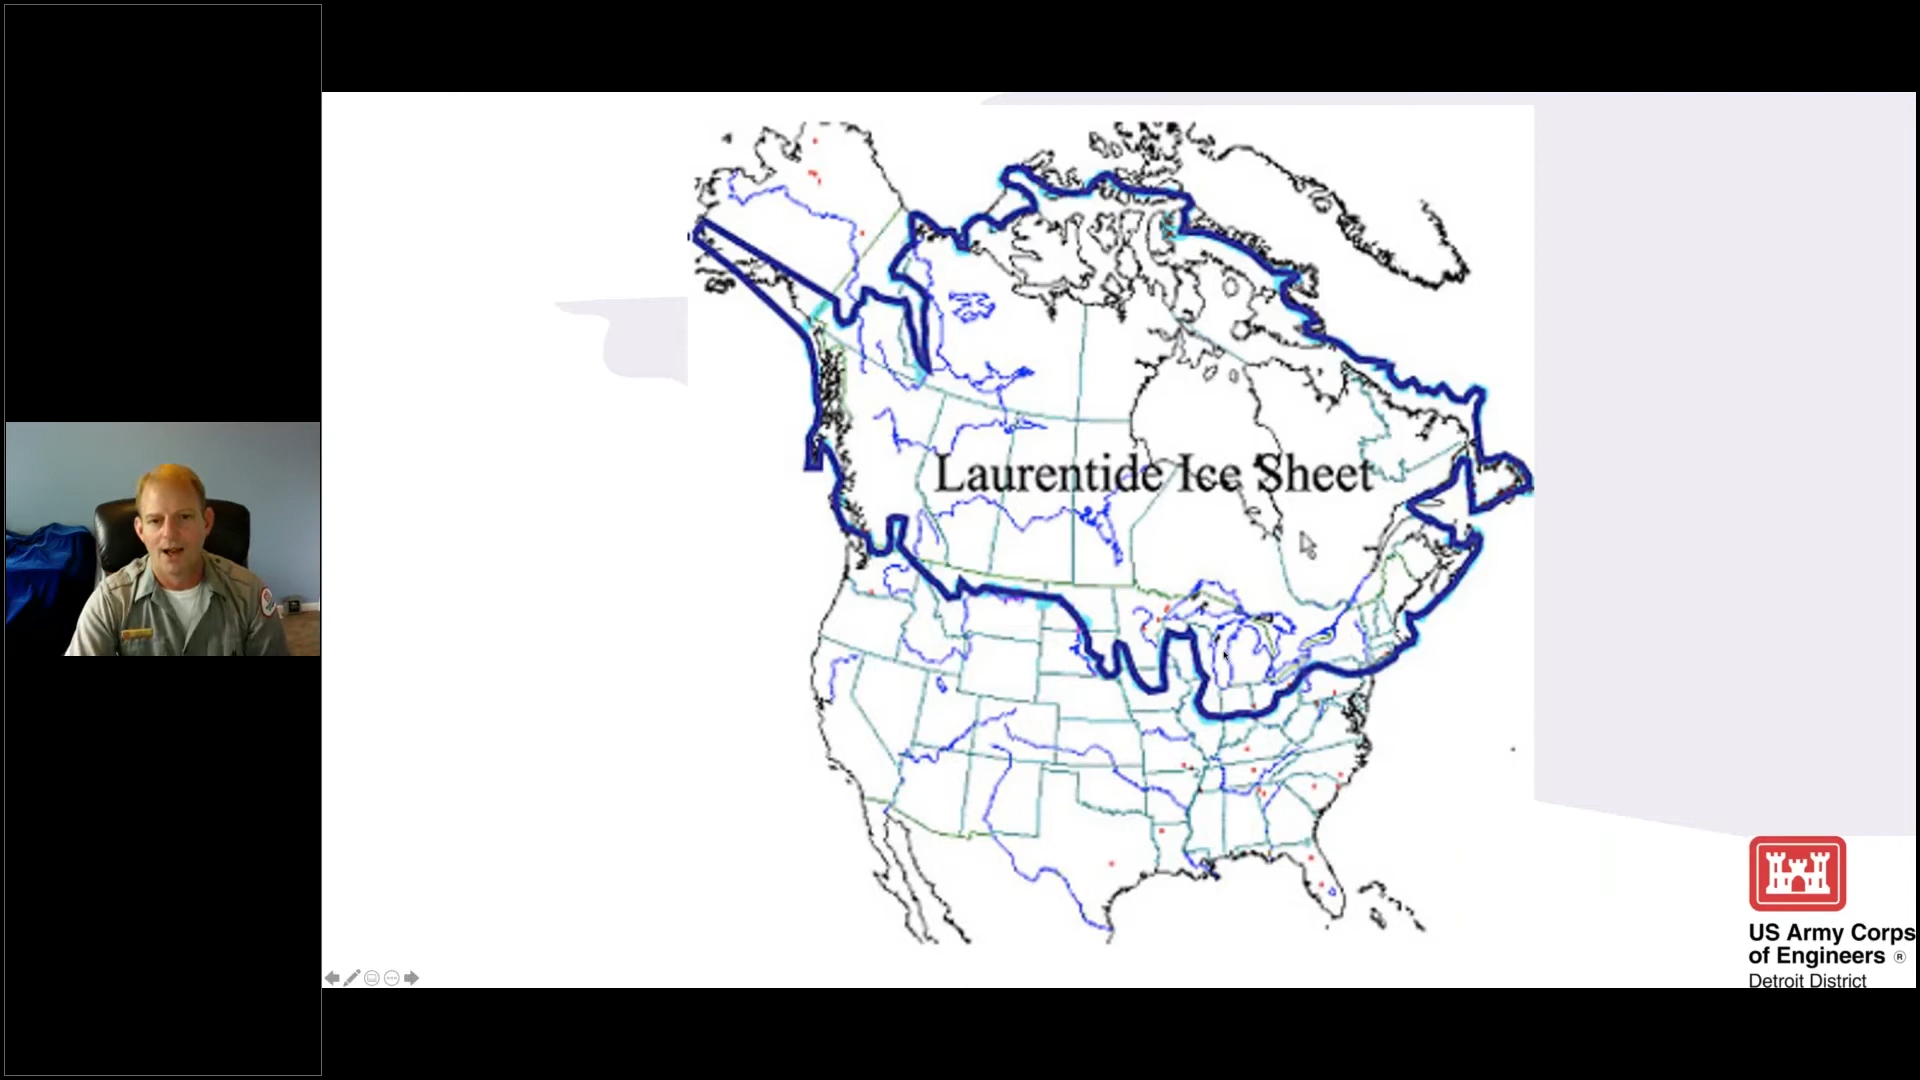 Laurentide Ice Sheet
US Army Corps
of Engineers ®
Detroit District